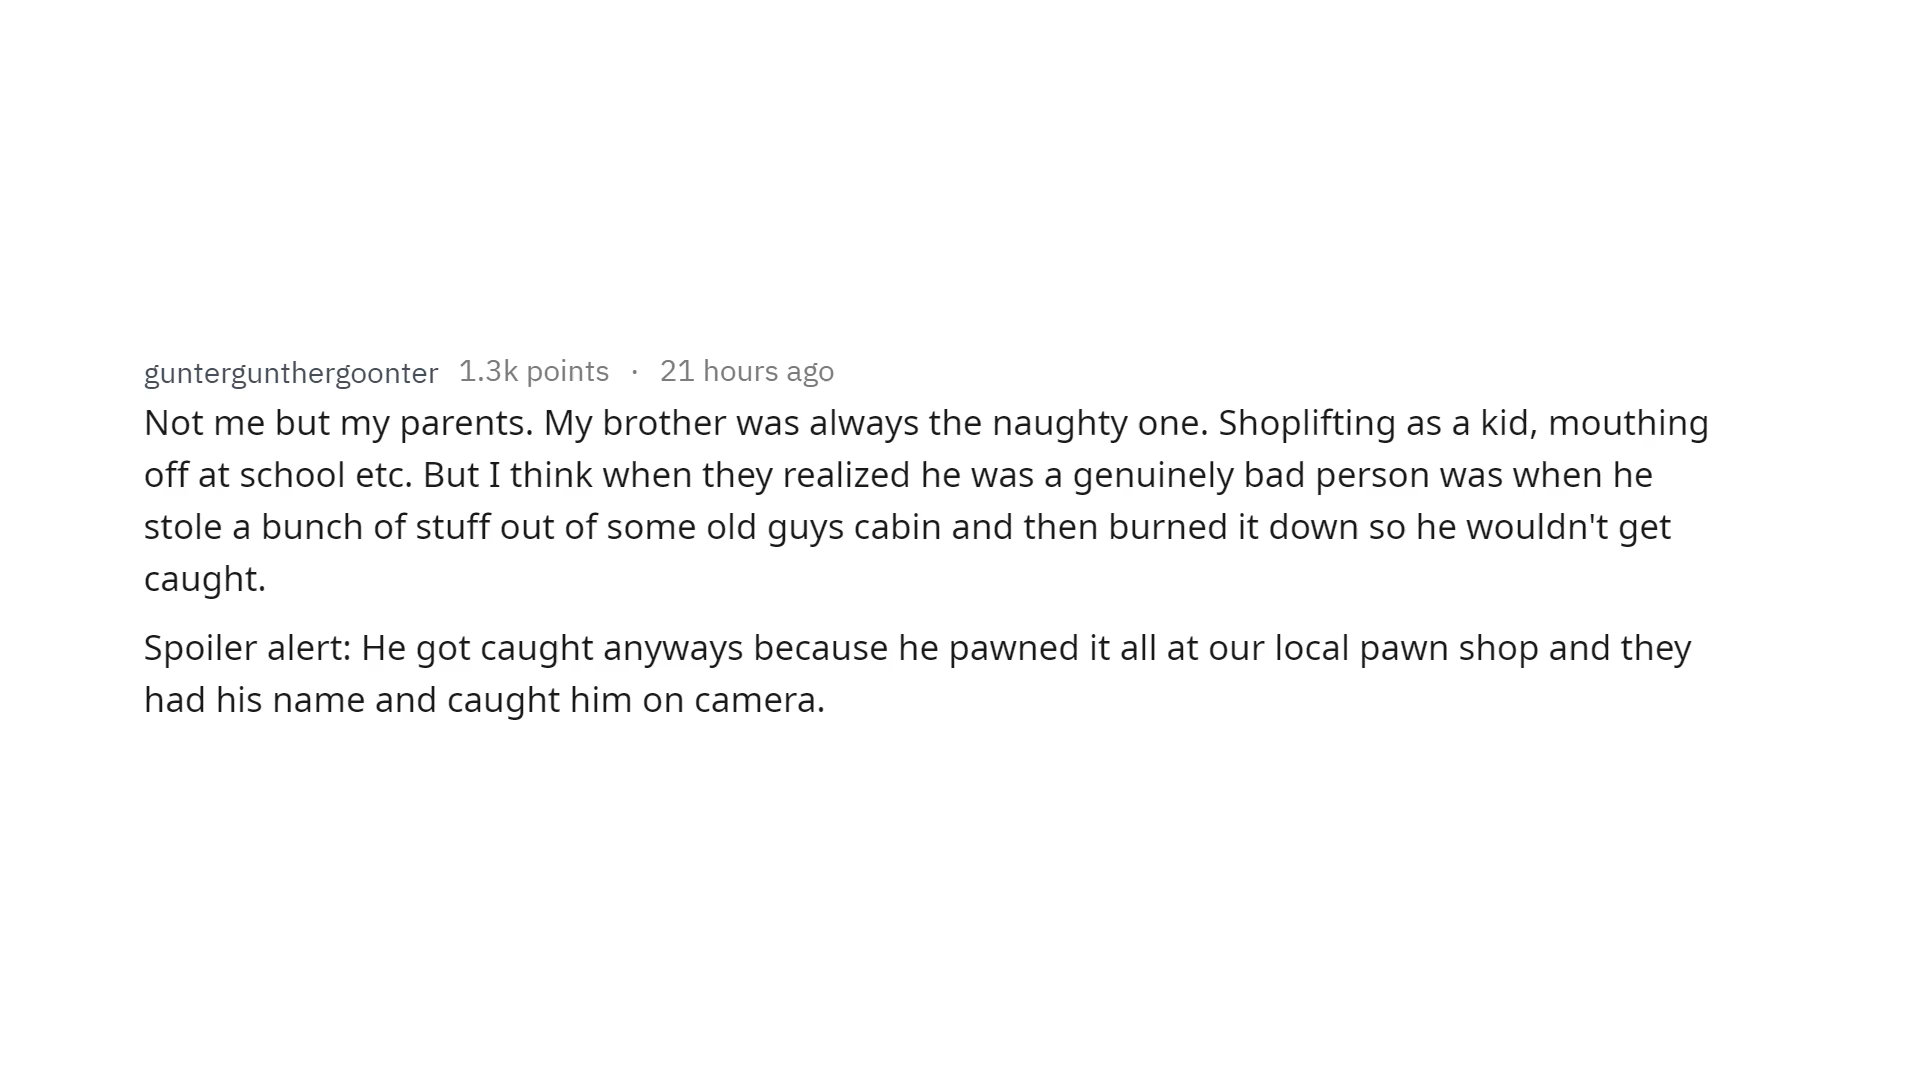 guntergunthergoonter 1.3k points · 21 hours ago
Not me but my parents. My brother was always the naughty one. Shoplifting as a kid, mouthing
off at school etc. But I think when they realized he was a genuinely bad person was when he
stole a bunch of stuff out of some old guys cabin and then burned it down so he wouldn't get
caught.
Spoiler alert: He got caught anyways because he pawned it all at our local pawn shop and they
had his name and caught him on camera.